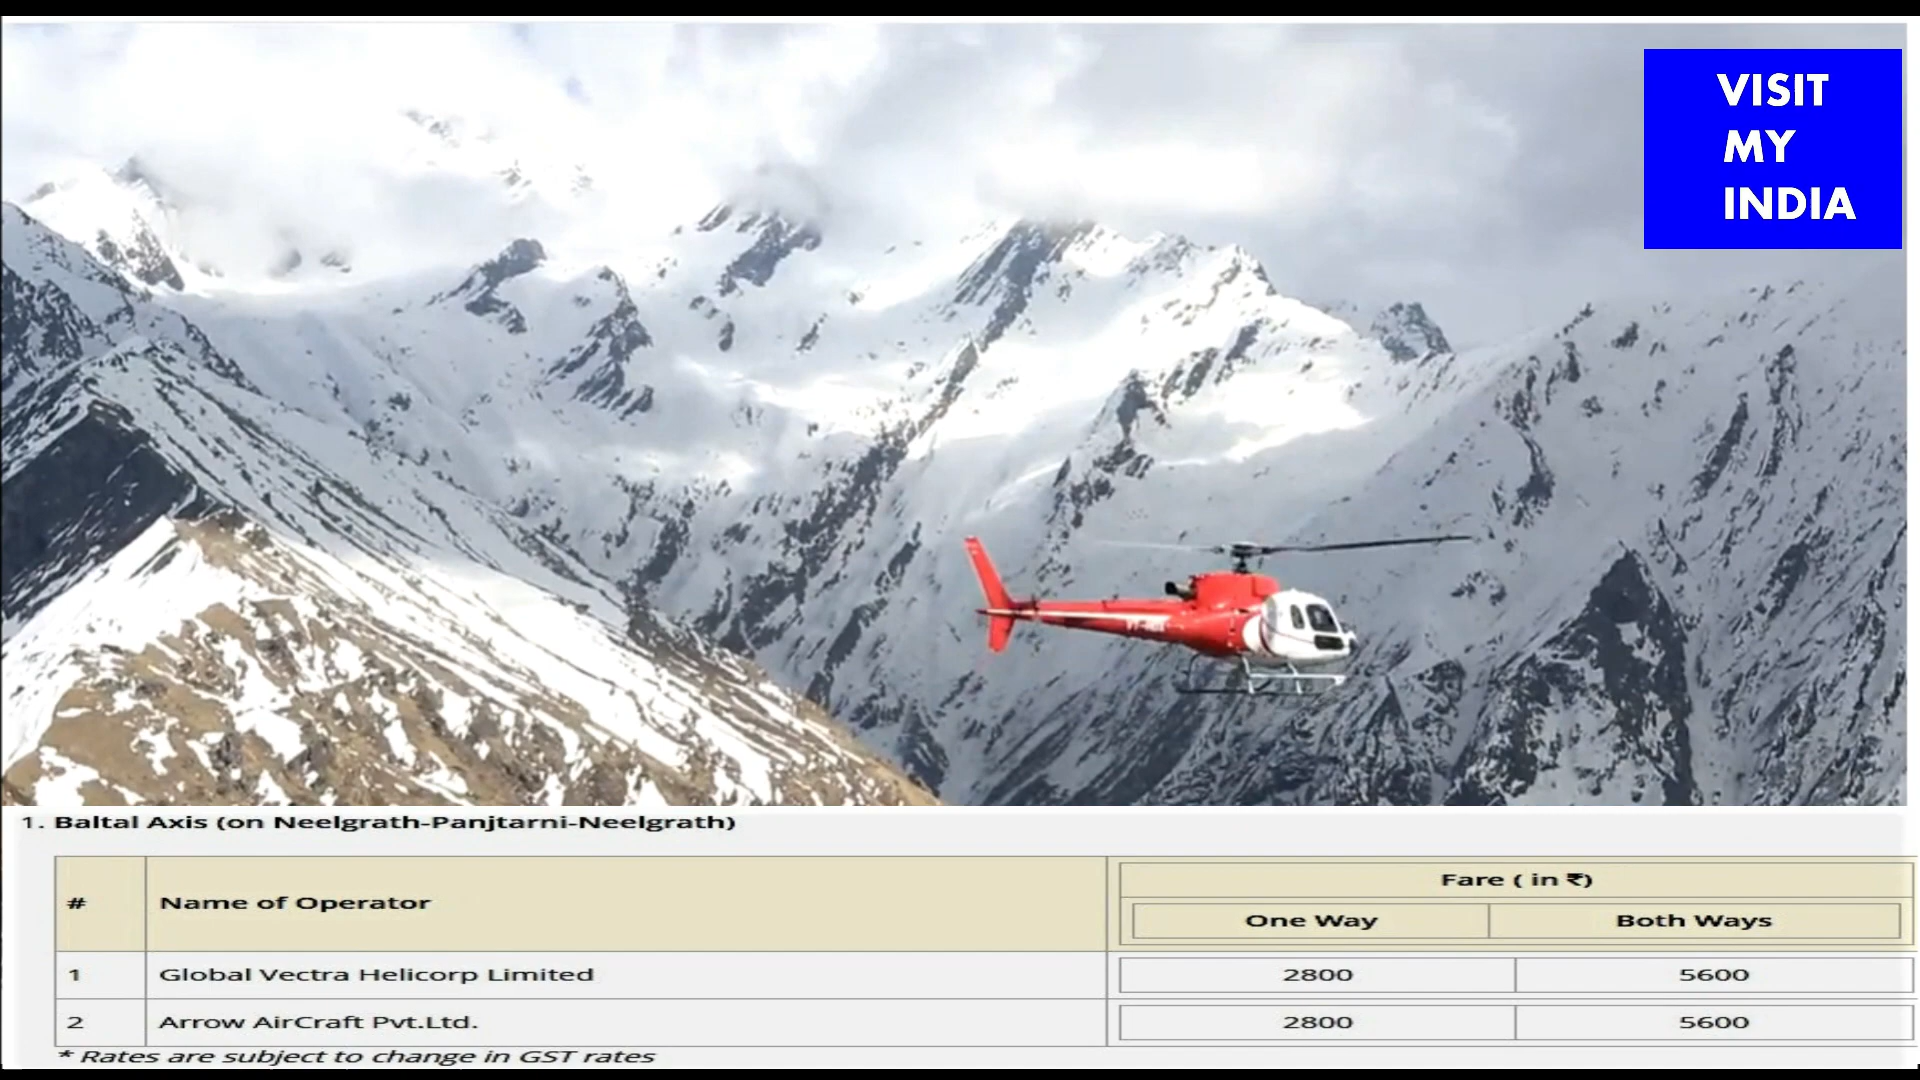 VISIT
MY
INDIA
1. Baltal Axis (on Neelgrath-Panjtarni-Neelgrath)
# Name of Operator Fare ( in ₹)
One Way Both Ways
1 Global Vectra Helicorp Limited 2800 5600
2 Arrow AirCraft Pvt.Ltd. 2800 5600
* Rates are subject to change in GST rates